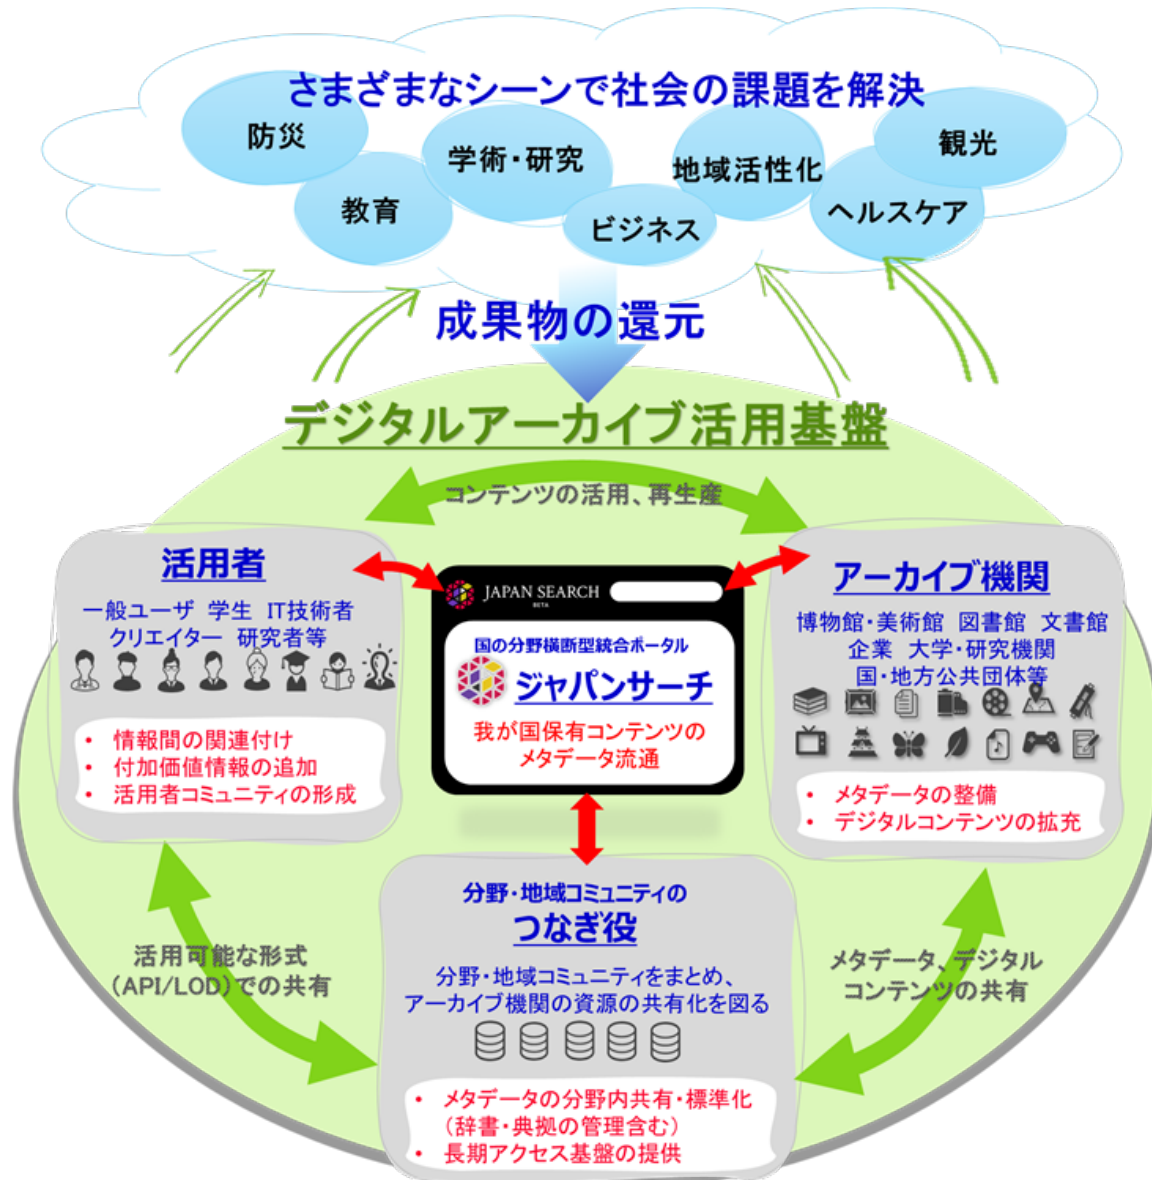 さまざまなシーンで社会の課題を解決
防災
学術・研究
地域活性化
観光
教育
ビジネス
ヘルスケア
成果物の還元
デジタルアーカイブ活用基盤
コンテンツの活用、再生産
活用者
一般ユーザ 学生 IT技術者
クリエイター 研究者等
・ 情報間の関連付け
・ 付加価値情報の追加
・ 活用者コミュニティの形成
JAPAN SEARCH
BETA
国の分野横断型統合ポータル
ジャパンサーチ
我が国保有コンテンツの
メタデータ流通
アーカイブ機関
博物館・美術館 図書館 文書館
企業 大学・研究機関
国・地方公共団体等
・ メタデータの整備
・ デジタルコンテンツの拡充
分野・地域コミュニティの
つなぎ役
分野・地域コミュニティをまとめ、
アーカイブ機関の資源の共有化を図る
・ メタデータの分野内共有・標準化
（辞書・典拠の管理含む）
・ 長期アクセス基盤の提供
活用可能な形式
（API/LOD）での共有
メタデータ、デジタル
コンテンツの共有